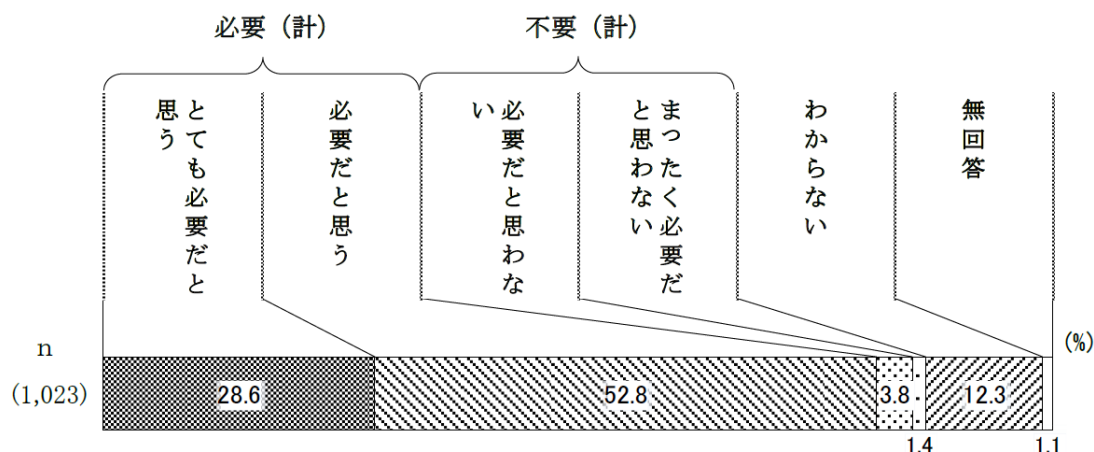 必要（計）
不要（計）
とても必要だと
思う
必要だと思う
必要だと思わな
い
まったく必要だ
と思わない
わからない
無回答
(%)
n
(1,023)
28.6
52.8
3.8
12.3
1.4
1.1